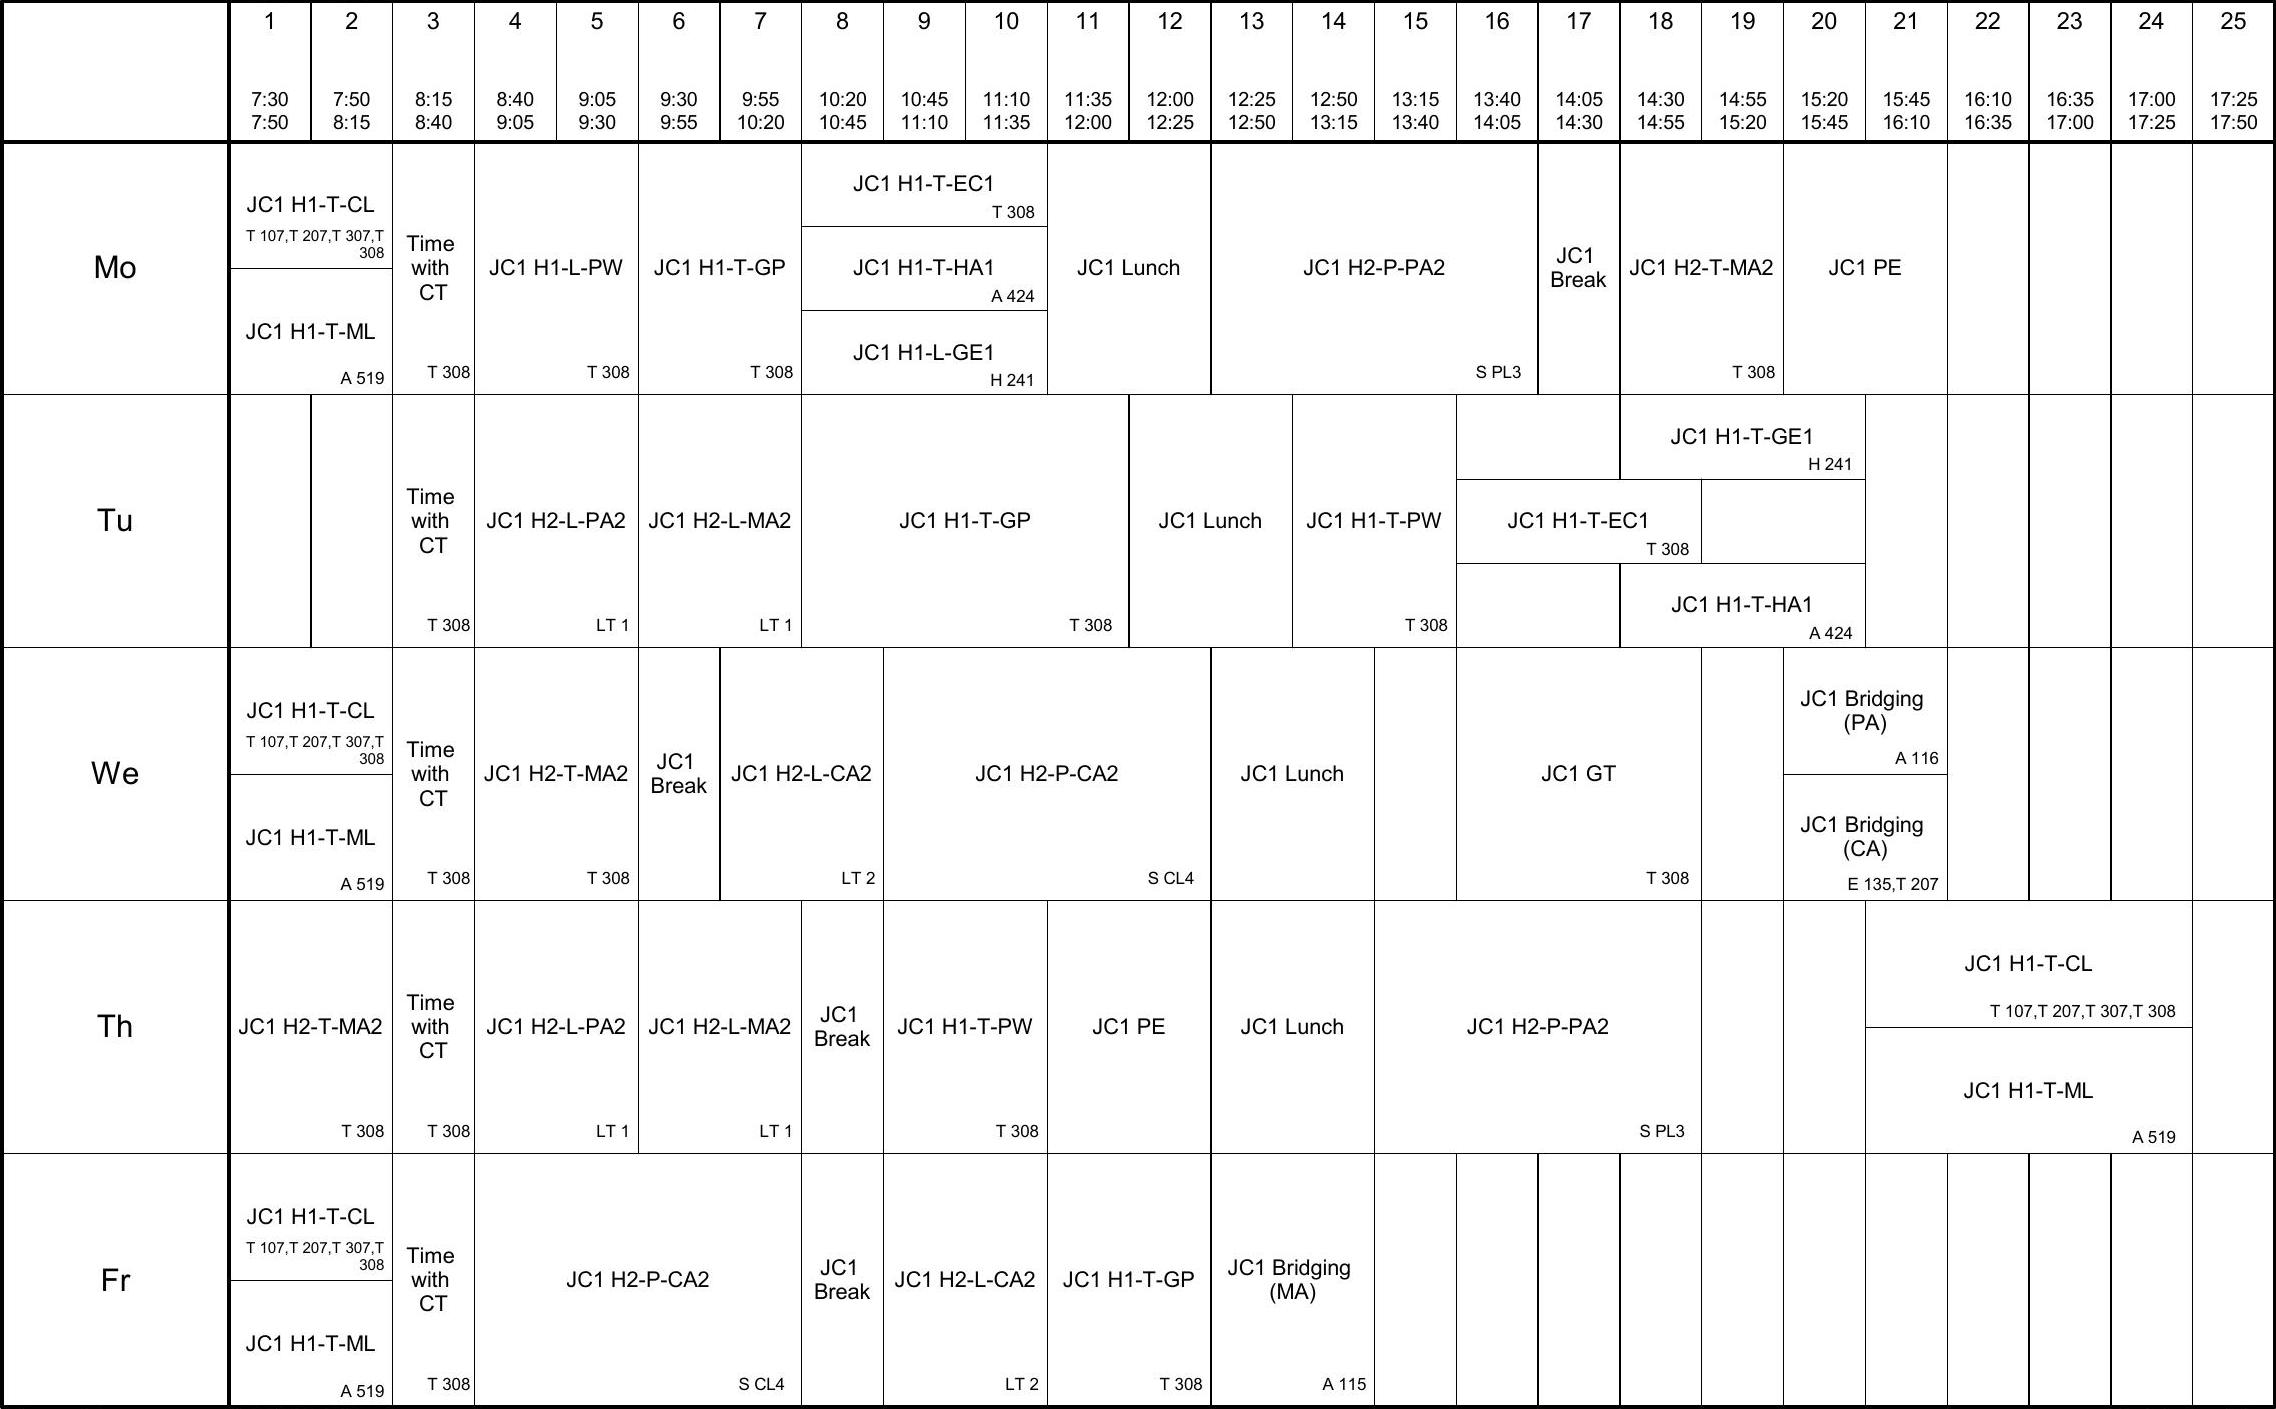 1 2 3 4 5 6 7 8 9 10 11 12 13 14 15 16 17 18 19 20 21 22 23 24 25
7:30 7:50 8:15 8:40 9:05 9:30 9:55 10:20 10:45 11:10 11:35 12:00 12:25 12:50 13:15 13:40 14:05 14:30 14:55 15:20 15:45 16:10 16:35 17:00 17:25
7:50 8:15 8:40 9:05 9:30 9:55 10:20 10:45 11:10 11:35 12:00 12:25 12:50 13:15 13:40 14:05 14:30 14:55 15:20 15:45 16:10 16:35 17:00 17:25 17:50
Mo
JC1 H1-T-CL
T 107,T 207,T 307,T
308
JC1 H1-T-ML
A 519
Time
with
CT
T 308
JC1 H1-L-PW
T 308
JC1 H1-T-GP
T 308
JC1 H1-T-EC1
T 308
JC1 H1-T-HA1
A 424
JC1 H1-L-GE1
H 241
JC1 Lunch
JC1 H2-P-PA2
S PL3
JC1
Break
JC1 H2-T-MA2
T 308
JC1 PE
Tu
Time
with
CT
T 308
JC1 H2-L-PA2
LT 1
JC1 H2-L-MA2
LT 1
JC1 H1-T-GP
T 308
JC1 Lunch
JC1 H1-T-PW
T 308
JC1 H1-T-GE1
H 241
JC1 H1-T-EC1
T 308
JC1 H1-T-HA1
A 424
We
JC1 H1-T-CL
T 107,T 207,T 307,T
308
JC1 H1-T-ML
A 519
Time
with
CT
T 308
JC1 H2-T-MA2
T 308
JC1
Break
JC1 H2-L-CA2
LT 2
JC1 H2-P-CA2
S CL4
JC1 Lunch
JC1 GT
T 308
JC1 Bridging
(PA)
A 116
JC1 Bridging
(CA)
E 135,T 207
Th
JC1 H2-T-MA2
T 308
Time
with
CT
T 308
JC1 H2-L-PA2
LT 1
JC1 H2-L-MA2
LT 1
JC1
Break
JC1 H1-T-PW
T 308
JC1 PE
JC1 Lunch
JC1 H2-P-PA2
S PL3
JC1 H1-T-CL
T 107,T 207,T 307,T 308
JC1 H1-T-ML
A 519
Fr
JC1 H1-T-CL
T 107,T 207,T 307,T
308
JC1 H1-T-ML
A 519
Time
with
CT
T 308
JC1 H2-P-CA2
S CL4
JC1
Break
JC1 H2-L-CA2
LT 2
JC1 H1-T-GP
T 308
JC1 Bridging
(MA)
A 115